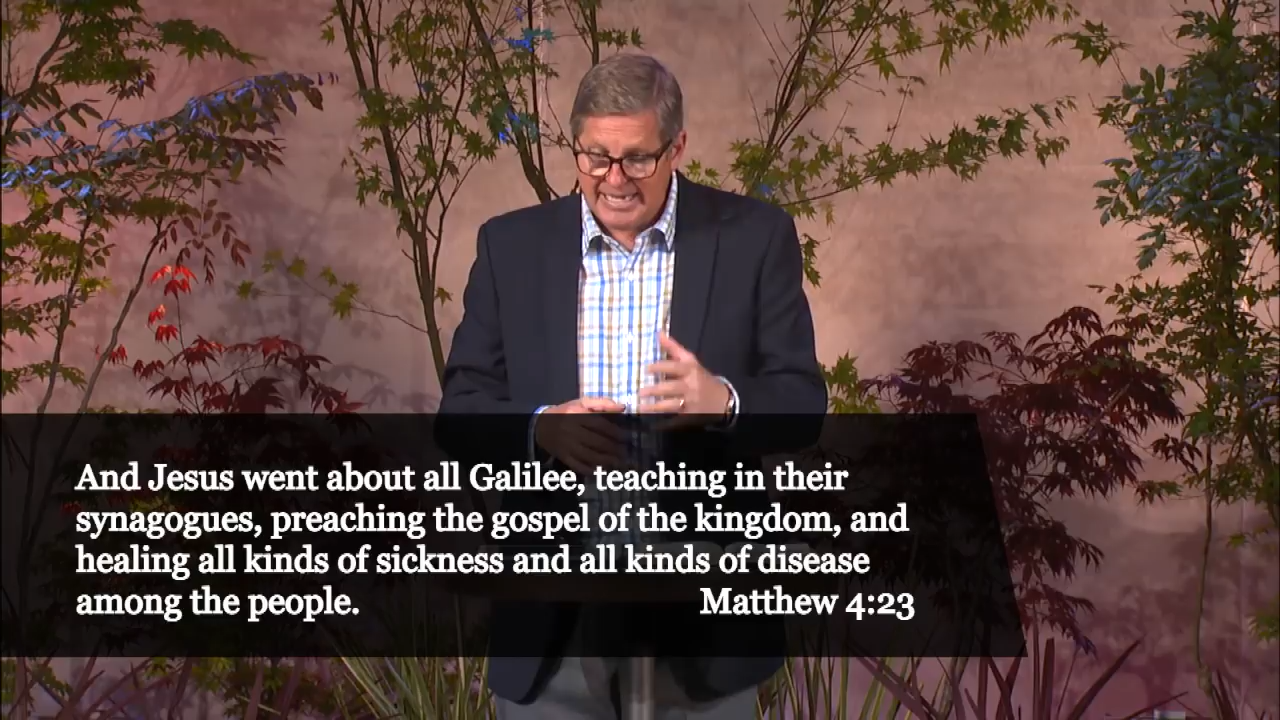 And Jesus went about all Galilee, teaching in their
synagogues, preaching the gospel of the kingdom, and
healing all kinds of sickness and all kinds of disease
among the people. Matthew 4:23